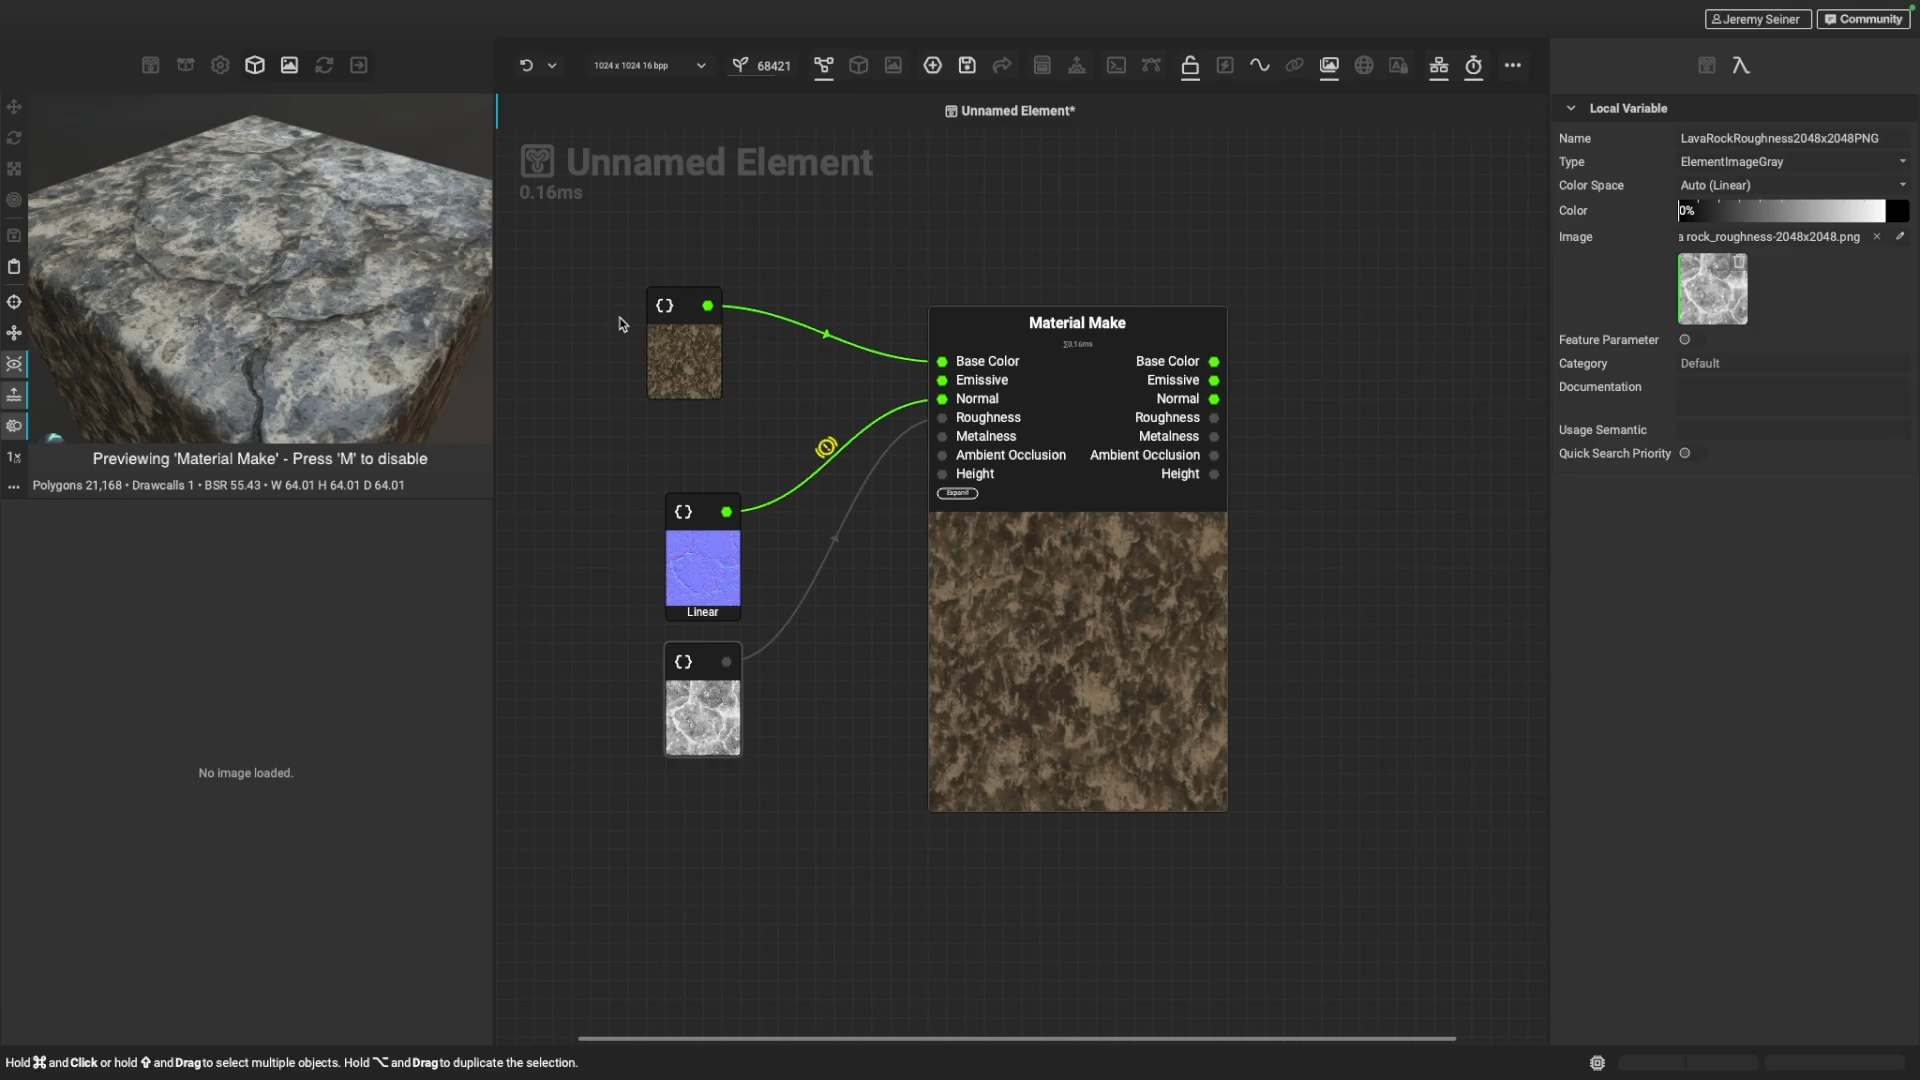 Jeremy Seiner
Community
1024 x 1024 16 bpp
68421
Unnamed Element*
Unnamed Element
0.16ms
Previewing 'Material Make' - Press 'M' to disable
1x
Polygons 21,168 • Drawcalls 1 • BSR 55.43 • W 64.01 H 64.01 D 64.01
No image loaded.
{}
{}
Linear
{}
Material Make
Σ0.16ms
Base Color Base Color
Emissive Emissive
Normal Normal
Roughness Roughness
Metalness Metalness
Ambient Occlusion Ambient Occlusion
Height Height
Expand
Local Variable
Name LavaRockRoughness2048x2048PNG
Type ElementImageGray
Color Space Auto (Linear)
Color 0%
Image a rock_roughness-2048x2048.png
Feature Parameter
Category Default
Documentation
Usage Semantic
Quick Search Priority
Hold ⌘ and Click or hold ⇧ and Drag to select multiple objects. Hold ⌥ and Drag to duplicate the selection.